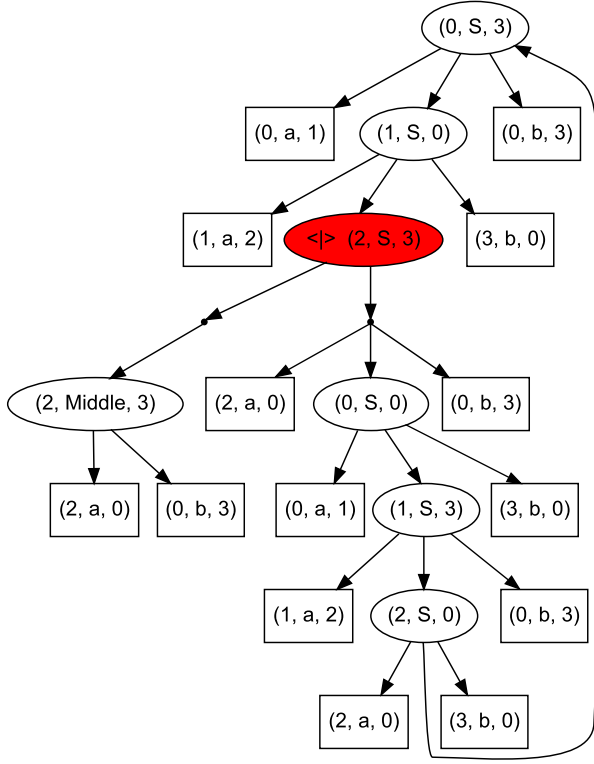 (0, S, 3)
(0, a, 1)
(1, S, 0)
(0, b, 3)
(1, a, 2)
<|> (2, S, 3)
(3, b, 0)
(2, Middle, 3)
(2, a, 0)
(0, S, 0)
(0, b, 3)
(2, a, 0)
(0, b, 3)
(0, a, 1)
(1, S, 3)
(3, b, 0)
(1, a, 2)
(2, S, 0)
(0, b, 3)
(2, a, 0)
(3, b, 0)